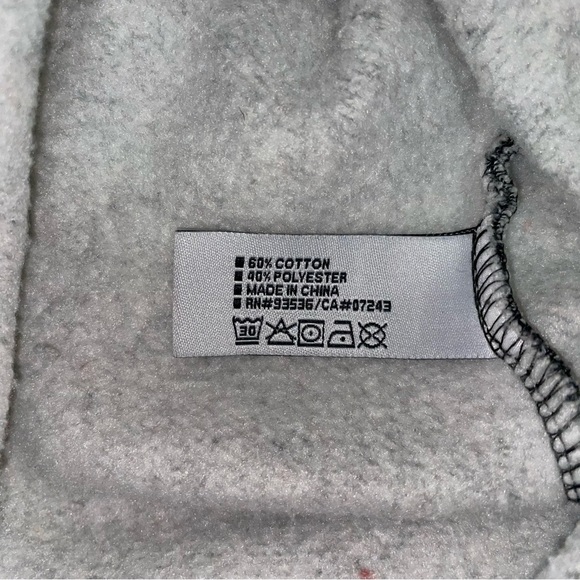 60% COTTON
40% POLYESTER
MADE IN CHINA
RN#93536/CA#07243
30